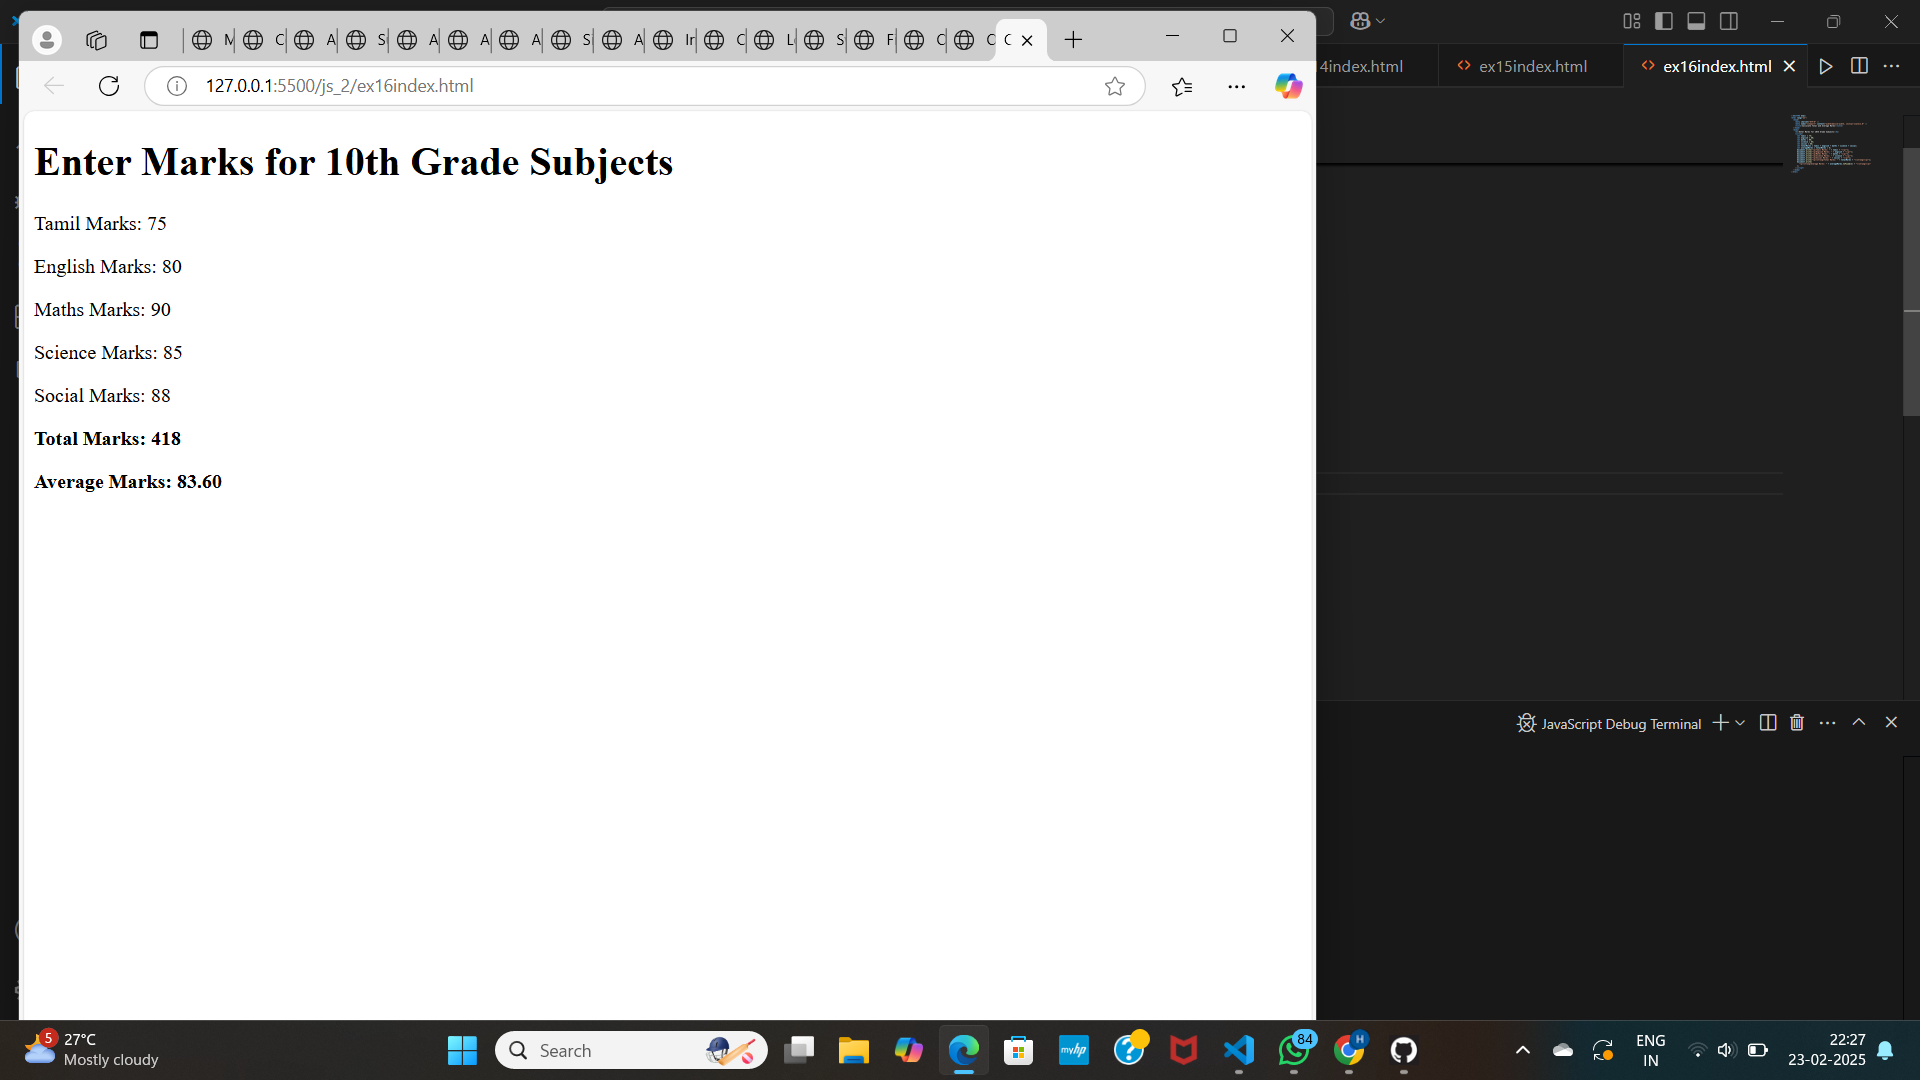 127.0.0.1:5500/js_2/ex16index.html
4index.html
ex15index.html
ex16index.html
Enter Marks for 10th Grade Subjects
Tamil Marks: 75
English Marks: 80
Maths Marks: 90
Science Marks: 85
Social Marks: 88
Total Marks: 418
Average Marks: 83.60
JavaScript Debug Terminal
5
27°C
Mostly cloudy
Search
myhp
84
H
ENG
IN
22:27
23-02-2025